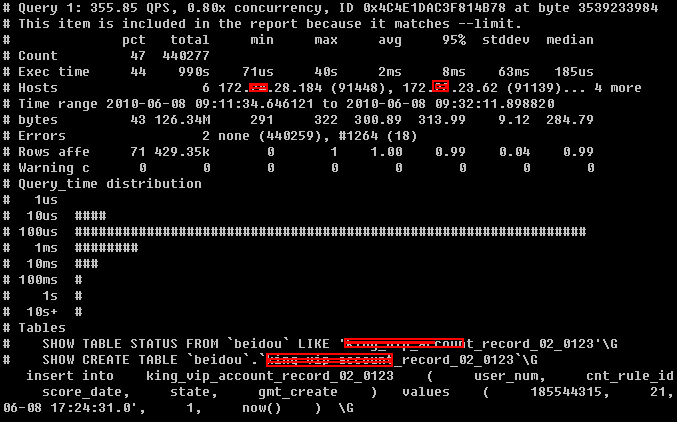 # Query 1: 355.85 QPS, 0.80x concurrency, ID 0x4C4E1DAC3F814B78 at byte 3539233984
# This item is included in the report because it matches --limit.
#              pct   total     min     max     avg     95%  stddev  median
# Count         47  440277
# Exec time     44    990s    71us     40s     2ms     8ms    63ms   185us
# Hosts                  6 172. .28.184 (91448), 172. .23.62 (91139)... 4 more
# Time range 2010-06-08 09:11:34.646121 to 2010-06-08 09:32:11.898820
# bytes         43 126.34M     291     322  300.89  313.99    9.12  284.79
# Errors                 2 none (440259), #1264 (18)
# Rows affe     71 429.35k       0       1    1.00    0.99    0.04    0.99
# Warning c      0       0       0       0       0       0       0       0
# Query_time distribution
#   1us
#  10us  ####
# 100us  ################################################################
#   1ms  ########
#  10ms  ###
# 100ms  #
#    1s  #
#  10s+  #
# Tables
#    SHOW TABLE STATUS FROM `beidou` LIKE 'king_vip_account_record_02_0123'\G
#    SHOW CREATE TABLE `beidou`.`king_vip_account_record_02_0123`\G
insert into    king_vip_account_record_02_0123    (    user_num,    cnt_rule_id
score_date,    state,    gmt_create    )    values    (    185544315,    21,
06-08 17:24:31.0',    1,    now()    )  \G